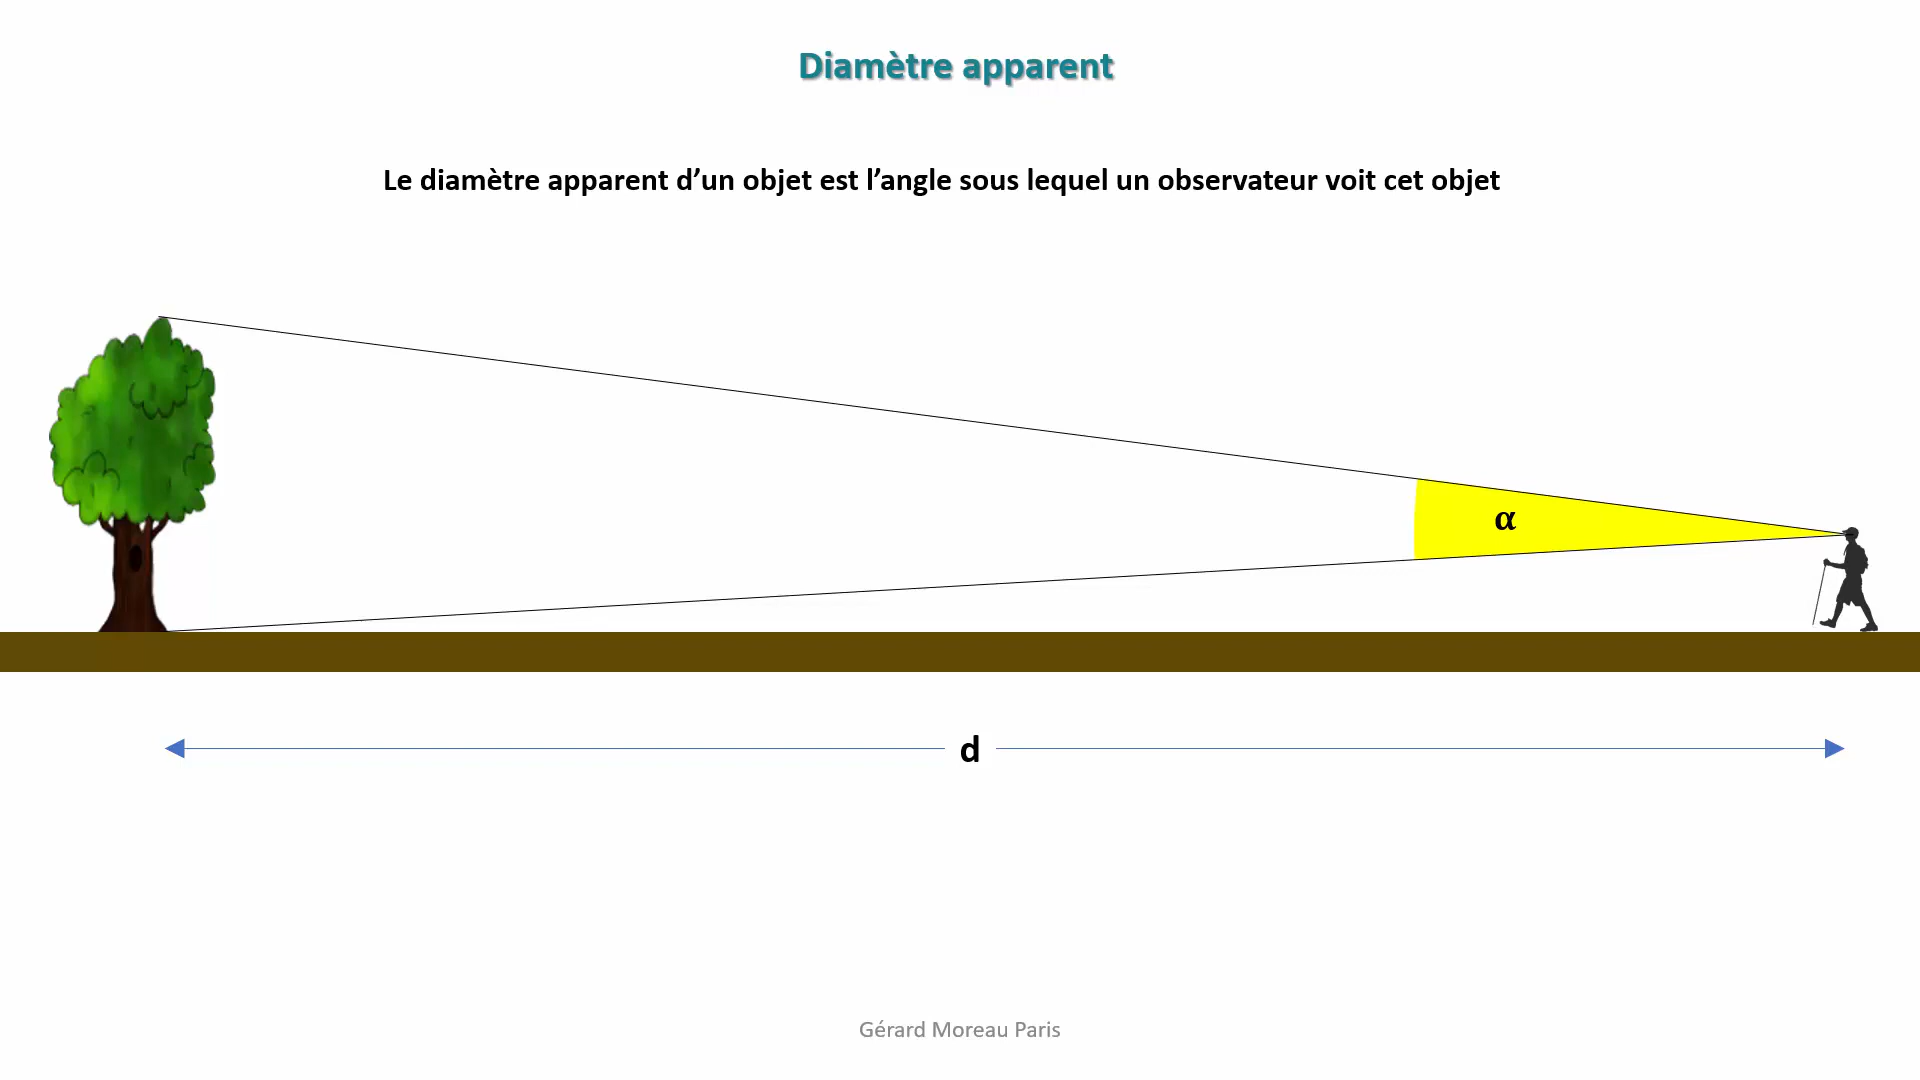 Diamètre apparent
Le diamètre apparent d’un objet est l’angle sous lequel un observateur voit cet objet
α
d
Gérard Moreau Paris